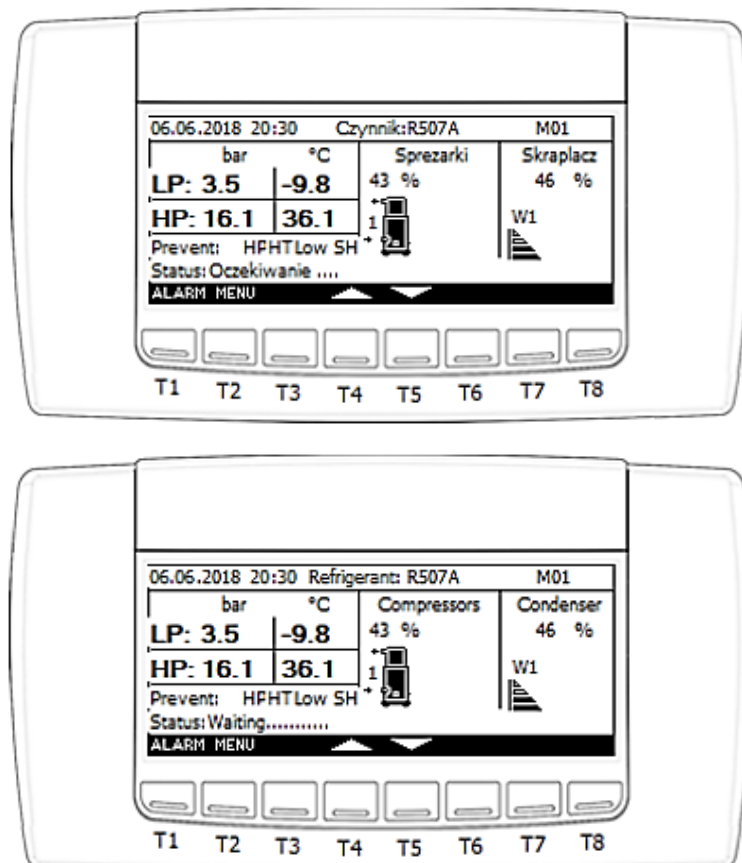 06.06.2018 20:30 Czynnik:R507A M01
bar °C Sprezarki Skraplacz
LP: 3.5 -9.8 43 % 46 %
HP: 16.1 36.1 1 W1
Prevent: HPHTLow SH
Status: Oczekiwanie ....
ALARM MENU
T1 T2 T3 T4 T5 T6 T7 T8
06.06.2018 20:30 Refrigerant: R507A M01
bar °C Compressors Condenser
LP: 3.5 -9.8 43 % 46 %
HP: 16.1 36.1 1 W1
Prevent: HPHTLow SH
Status: Waiting...........
ALARM MENU
T1 T2 T3 T4 T5 T6 T7 T8